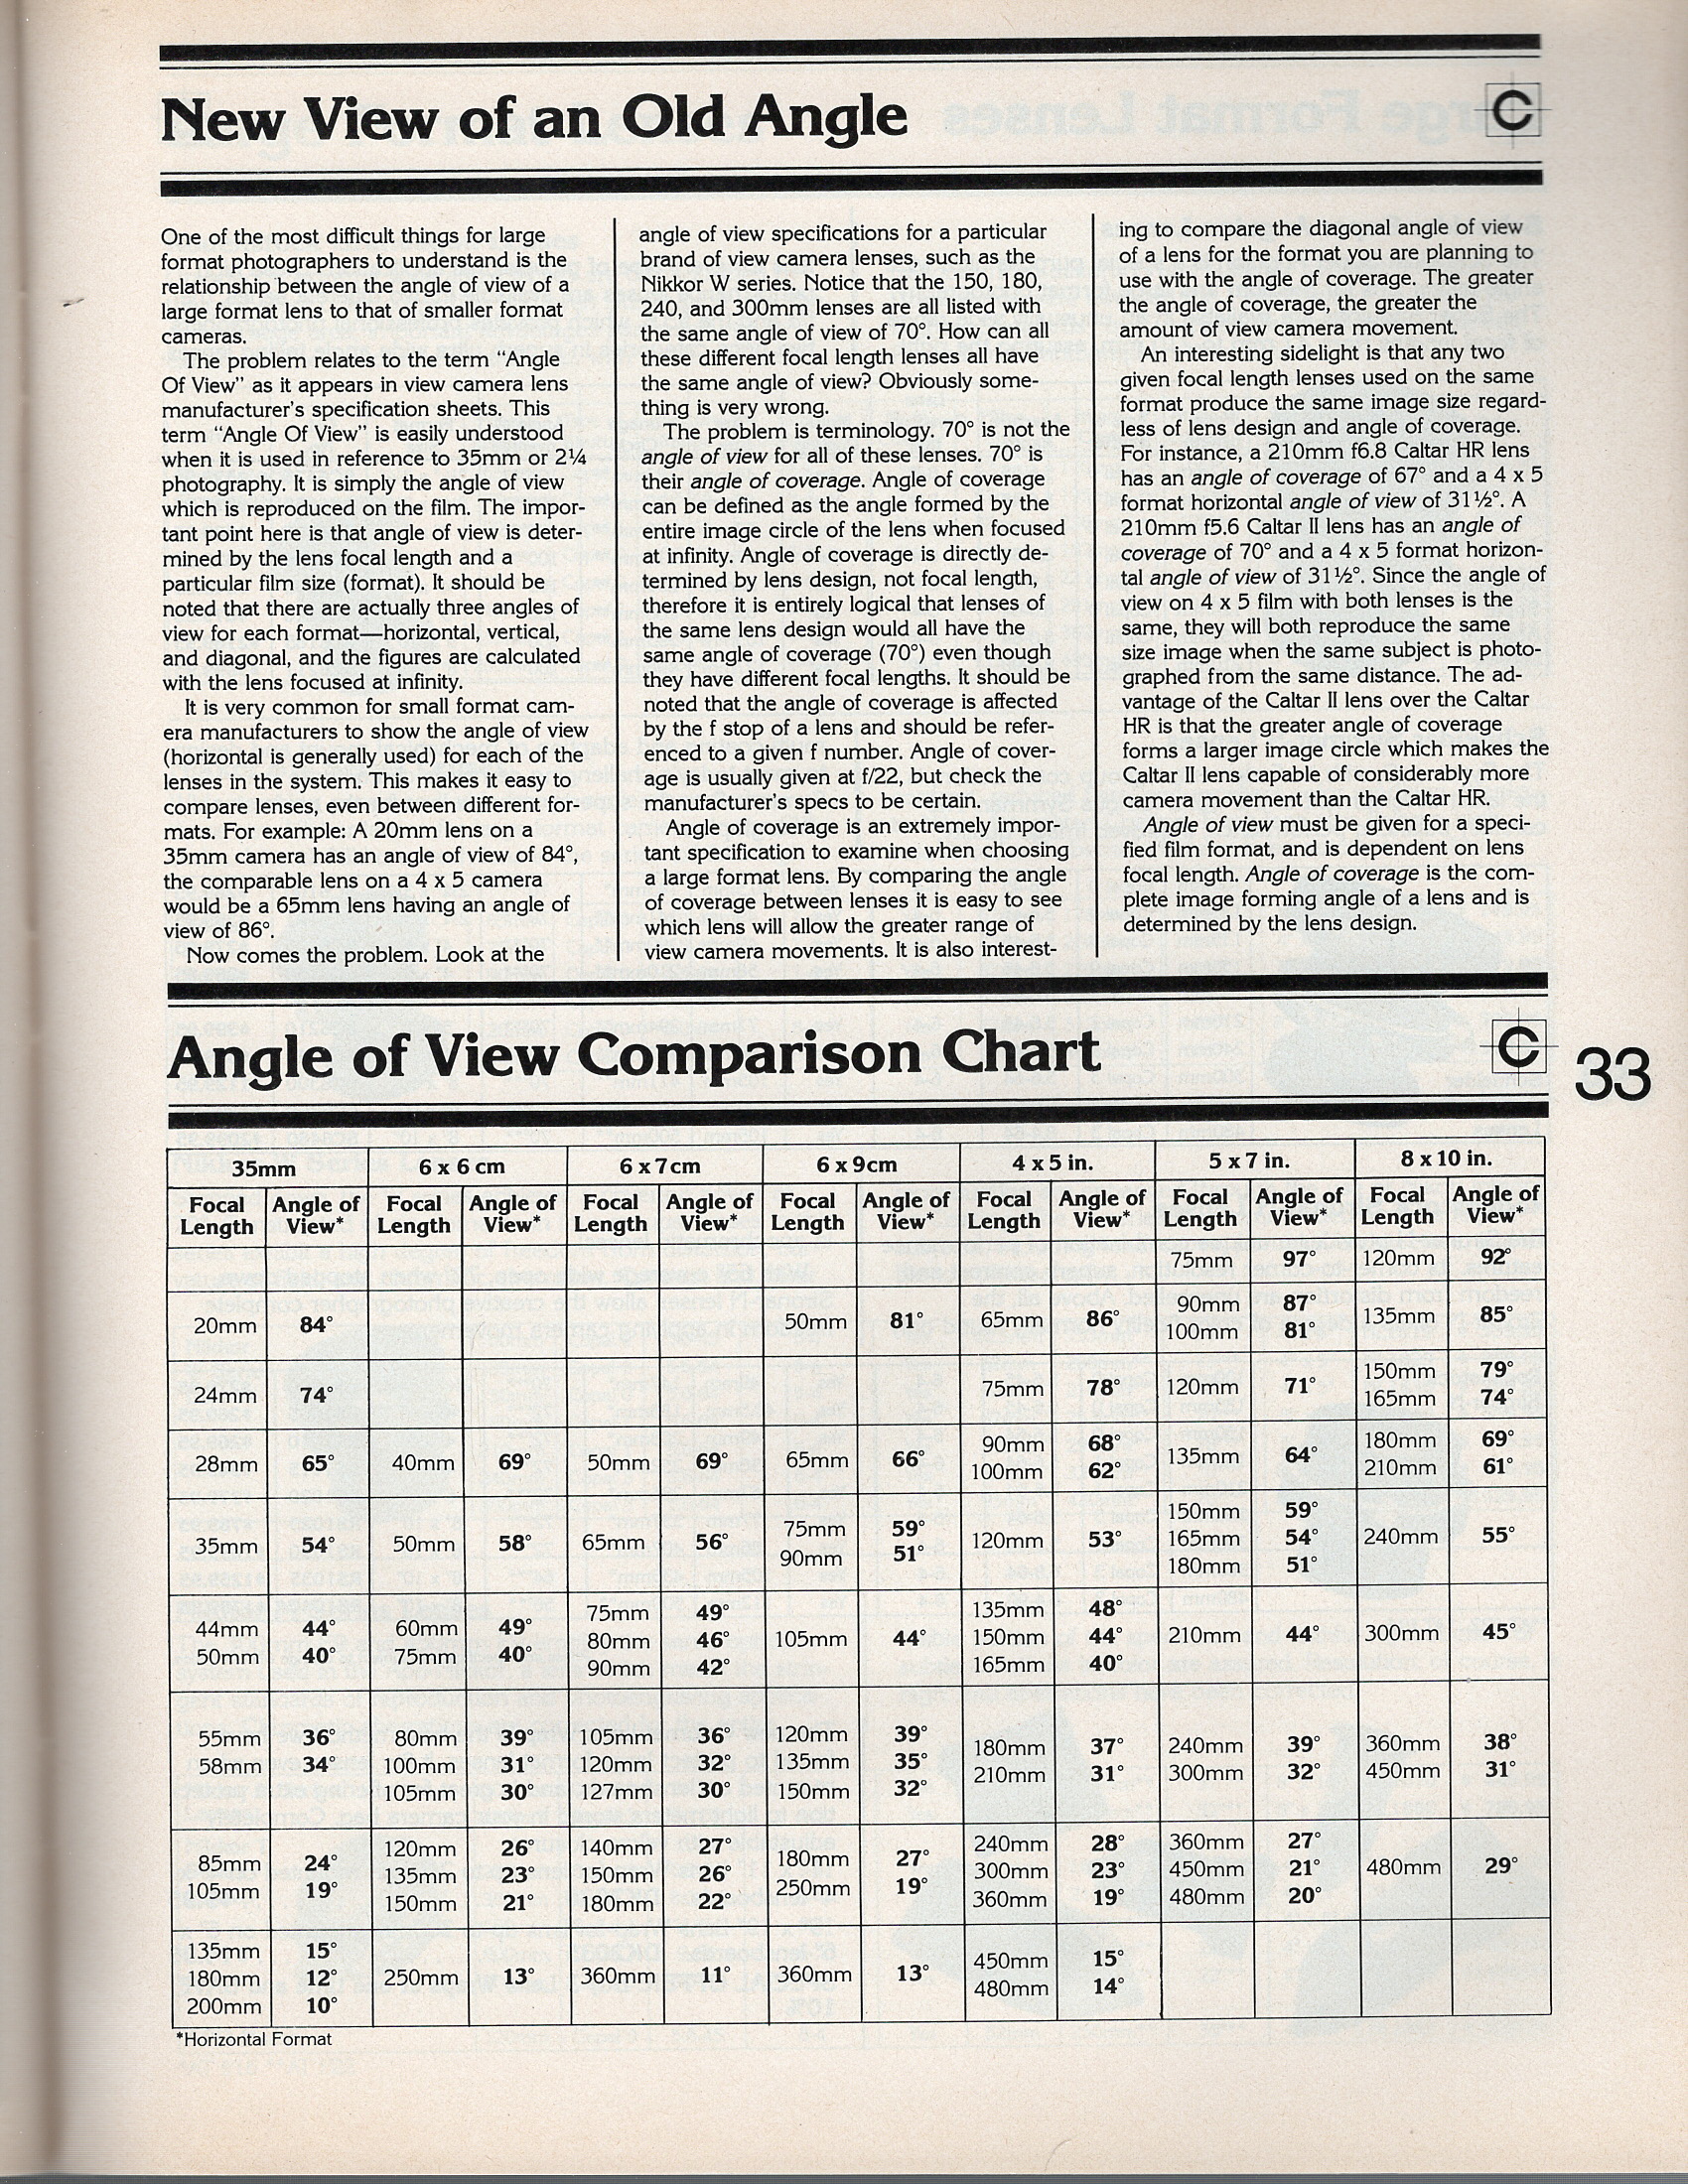 New View of an Old Angle
C
One of the most difficult things for large
format photographers to understand is the
relationship between the angle of view of a
large format lens to that of smaller format
cameras.
The problem relates to the term “Angle
Of View” as it appears in view camera lens
manufacturer’s specification sheets. This
term “Angle Of View” is easily understood
when it is used in reference to 35mm or 2¼
photography. It is simply the angle of view
which is reproduced on the film. The impor-
tant point here is that angle of view is deter-
mined by the lens focal length and a
particular film size (format). It should be
noted that there are actually three angles of
view for each format—horizontal, vertical,
and diagonal, and the figures are calculated
with the lens focused at infinity.
It is very common for small format cam-
era manufacturers to show the angle of view
(horizontal is generally used) for each of the
lenses in the system. This makes it easy to
compare lenses, even between different for-
mats. For example: A 20mm lens on a
35mm camera has an angle of view of 84°,
the comparable lens on a 4 x 5 camera
would be a 65mm lens having an angle of
view of 86°.
Now comes the problem. Look at the
angle of view specifications for a particular
brand of view camera lenses, such as the
Nikkor W series. Notice that the 150, 180,
240, and 300mm lenses are all listed with
the same angle of view of 70°. How can all
these different focal length lenses all have
the same angle of view? Obviously some-
thing is very wrong.
The problem is terminology. 70° is not the
angle of view for all of these lenses. 70° is
their angle of coverage. Angle of coverage
can be defined as the angle formed by the
entire image circle of the lens when focused
at infinity. Angle of coverage is directly de-
termined by lens design, not focal length,
therefore it is entirely logical that lenses of
the same lens design would all have the
same angle of coverage (70°) even though
they have different focal lengths. It should be
noted that the angle of coverage is affected
by the f stop of a lens and should be refer-
enced to a given f number. Angle of cover-
age is usually given at f/22, but check the
manufacturer’s specs to be certain.
Angle of coverage is an extremely impor-
tant specification to examine when choosing
a large format lens. By comparing the angle
of coverage between lenses it is easy to see
which lens will allow the greater range of
view camera movements. It is also interest-
ing to compare the diagonal angle of view
of a lens for the format you are planning to
use with the angle of coverage. The greater
the angle of coverage, the greater the
amount of view camera movement.
An interesting sidelight is that any two
given focal length lenses used on the same
format produce the same image size regard-
less of lens design and angle of coverage.
For instance, a 210mm f6.8 Caltar HR lens
has an angle of coverage of 67° and a 4 x 5
format horizontal angle of view of 31½°. A
210mm f5.6 Caltar II lens has an angle of
coverage of 70° and a 4 x 5 format horizon-
tal angle of view of 31½°. Since the angle of
view on 4 x 5 film with both lenses is the
same, they will both reproduce the same
size image when the same subject is photo-
graphed from the same distance. The ad-
vantage of the Caltar II lens over the Caltar
HR is that the greater angle of coverage
forms a larger image circle which makes the
Caltar II lens capable of considerably more
camera movement than the Caltar HR.
Angle of view must be given for a speci-
fied film format, and is dependent on lens
focal length. Angle of coverage is the com-
plete image forming angle of a lens and is
determined by the lens design.
Angle of View Comparison Chart
C
33
35mm 6 x 6 cm 6 x 7cm 6 x 9cm 4 x 5 in. 5 x 7 in. 8 x 10 in.
Focal Angle of Focal Angle of Focal Angle of Focal Angle of Focal Angle of Focal Angle of Focal Angle of
Length View* Length View* Length View* Length View* Length View* Length View* Length View*
75mm 97° 120mm 92°
20mm 84° 50mm 81° 65mm 86° 90mm 87° 135mm 85°
100mm 81°
24mm 74° 75mm 78° 120mm 71° 150mm 79°
165mm 74°
28mm 65° 40mm 69° 50mm 69° 65mm 66° 90mm 68° 135mm 64° 180mm 69°
100mm 62° 210mm 61°
150mm 59°
35mm 54° 50mm 58° 65mm 56° 75mm 59° 120mm 53° 165mm 54° 240mm 55°
90mm 51° 180mm 51°
75mm 49° 135mm 48°
44mm 44° 60mm 49° 80mm 46° 105mm 44° 150mm 44° 210mm 44° 300mm 45°
50mm 40° 75mm 40° 90mm 42° 165mm 40°
55mm 36° 80mm 39° 105mm 36° 120mm 39° 180mm 37° 240mm 39° 360mm 38°
58mm 34° 100mm 31° 120mm 32° 135mm 35° 210mm 31° 300mm 32° 450mm 31°
105mm 30° 127mm 30° 150mm 32°
120mm 26° 140mm 27° 240mm 28° 360mm 27°
85mm 24° 135mm 23° 150mm 26° 180mm 27° 300mm 23° 450mm 21° 480mm 29°
105mm 19° 150mm 21° 180mm 22° 250mm 19° 360mm 19° 480mm 20°
135mm 15° 450mm 15°
180mm 12° 250mm 13° 360mm 11° 360mm 13° 480mm 14°
200mm 10°
*Horizontal Format